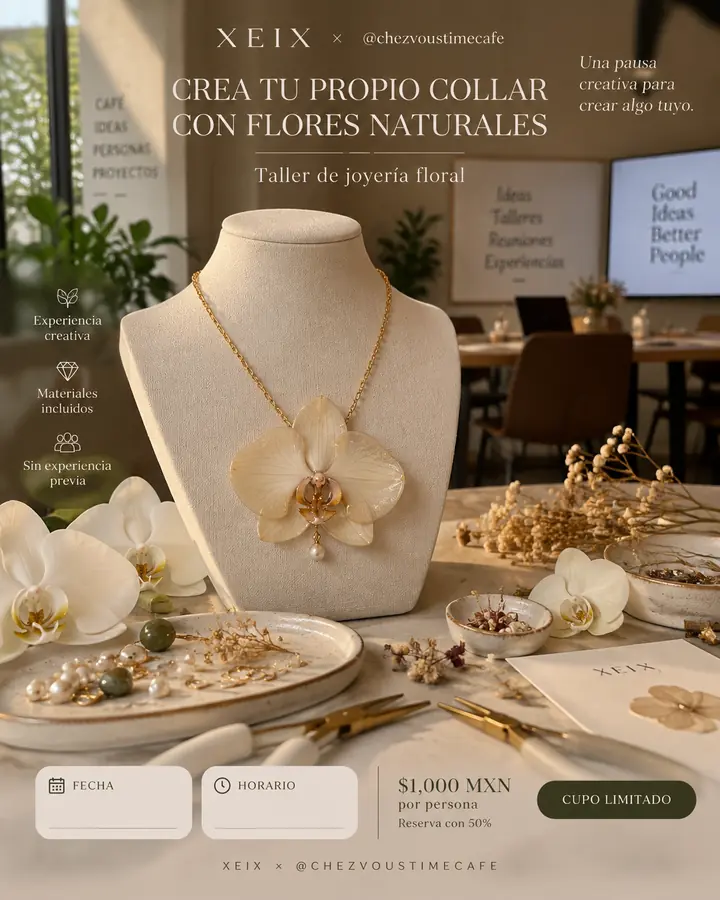 XEIX × @chezvoustimecafe
CREA TU PROPIO COLLAR
CON FLORES NATURALES
Taller de joyería floral
Una pausa
creativa para
crear algo tuyo.
CAFÉ
IDEAS
PERSONAS
PROYECTOS
Ideas
Talleres
Reuniones
Experiencias
Good
Ideas
Better
People
Experiencia
creativa
Materiales
incluidos
Sin experiencia
previa
XEIX
FECHA
HORARIO
$1,000 MXN
por persona
Reserva con 50%
CUPO LIMITADO
XEIX × @CHEZVOUSTIMECAFE